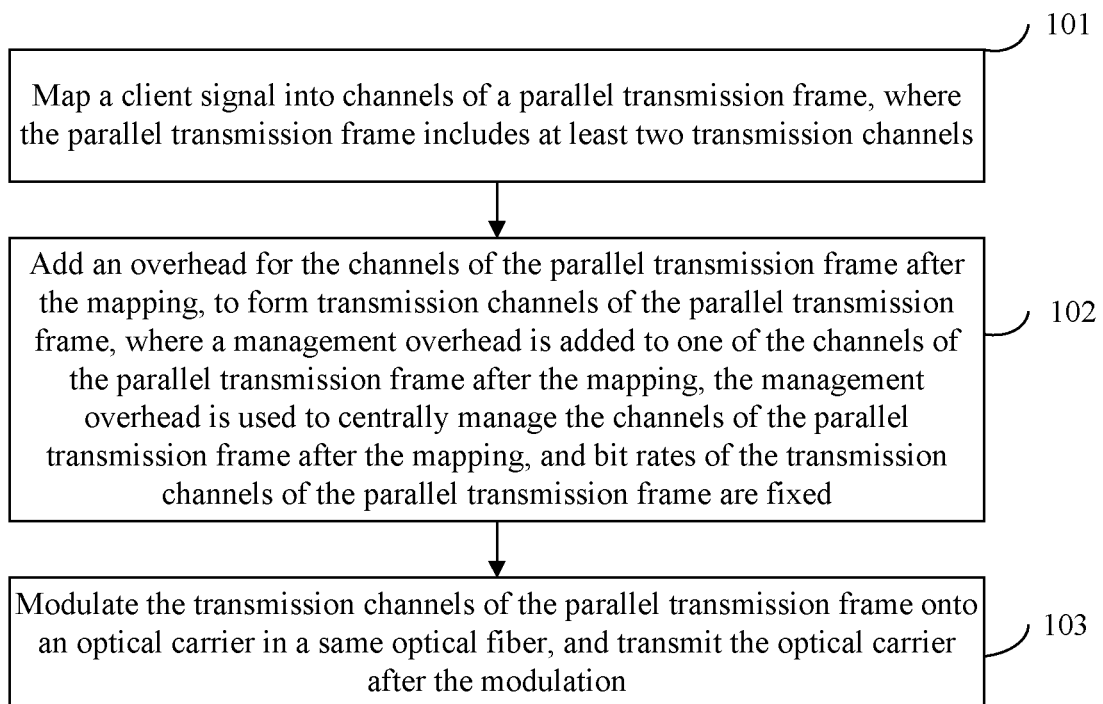 101
Map a client signal into channels of a parallel transmission frame, where
the parallel transmission frame includes at least two transmission channels
Add an overhead for the channels of the parallel transmission frame after
the mapping, to form transmission channels of the parallel transmission
frame, where a management overhead is added to one of the channels of
the parallel transmission frame after the mapping, the management
overhead is used to centrally manage the channels of the parallel
transmission frame after the mapping, and bit rates of the transmission
channels of the parallel transmission frame are fixed
102
Modulate the transmission channels of the parallel transmission frame onto
an optical carrier in a same optical fiber, and transmit the optical carrier
after the modulation
103